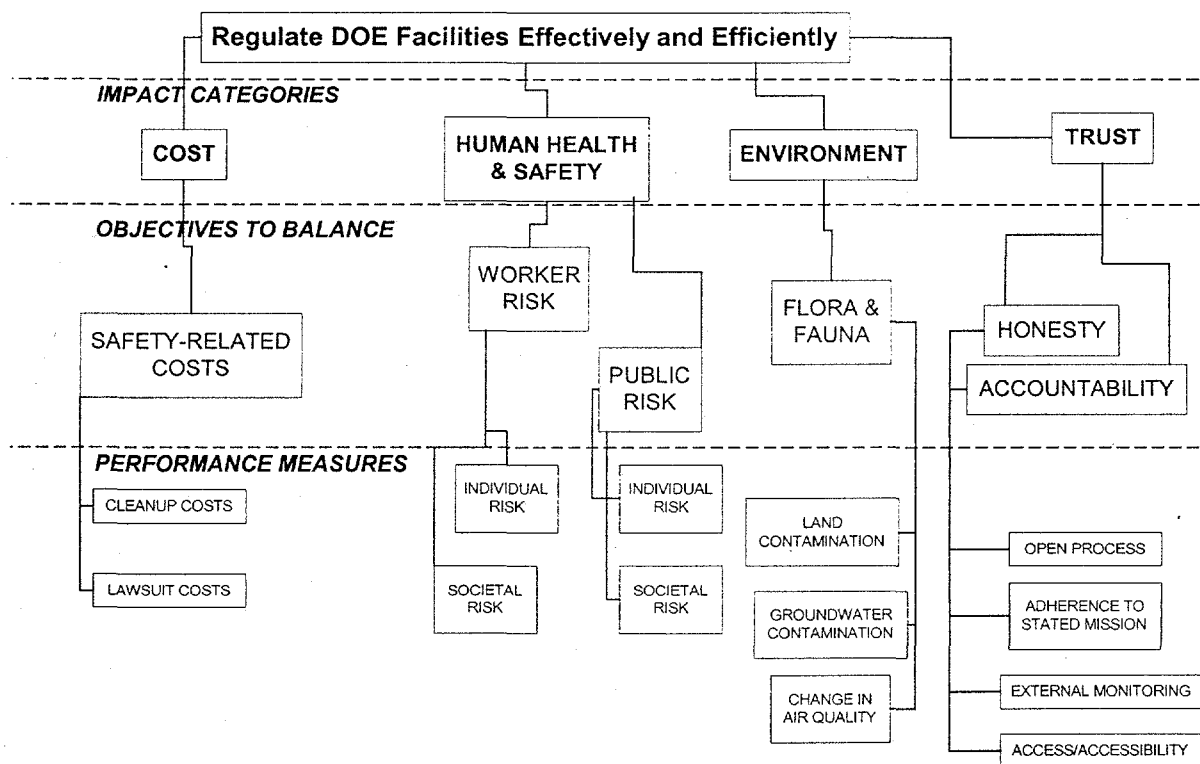 Regulate DOE Facilities Effectively and Efficiently
IMPACT CATEGORIES
COST
HUMAN HEALTH
& SAFETY
ENVIRONMENT
TRUST
OBJECTIVES TO BALANCE
SAFETY-RELATED
COSTS
WORKER
RISK
PUBLIC
RISK
FLORA &
FAUNA
HONESTY
ACCOUNTABILITY
PERFORMANCE MEASURES
CLEANUP COSTS
LAWSUIT COSTS
INDIVIDUAL
RISK
SOCIETAL
RISK
INDIVIDUAL
RISK
SOCIETAL
RISK
LAND
CONTAMINATION
GROUNDWATER
CONTAMINATION
CHANGE IN
AIR QUALITY
OPEN PROCESS
ADHERENCE TO
STATED MISSION
EXTERNAL MONITORING
ACCESS/ACCESSIBILITY